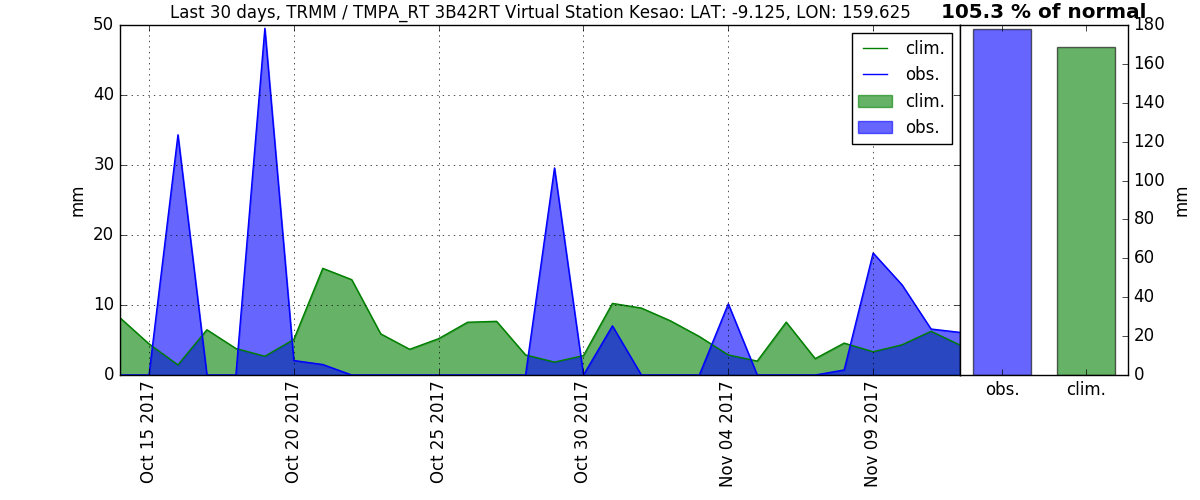 Last 30 days, TRMM / TMPA_RT 3B42RT Virtual Station Kesao: LAT: -9.125, LON: 159.625
105.3 % of normal
50
40
30
20
10
0
mm
clim.
obs.
clim.
obs.
180
160
140
120
100
80
60
40
20
0
mm
Oct 15 2017
Oct 20 2017
Oct 25 2017
Oct 30 2017
Nov 04 2017
Nov 09 2017
obs.
clim.